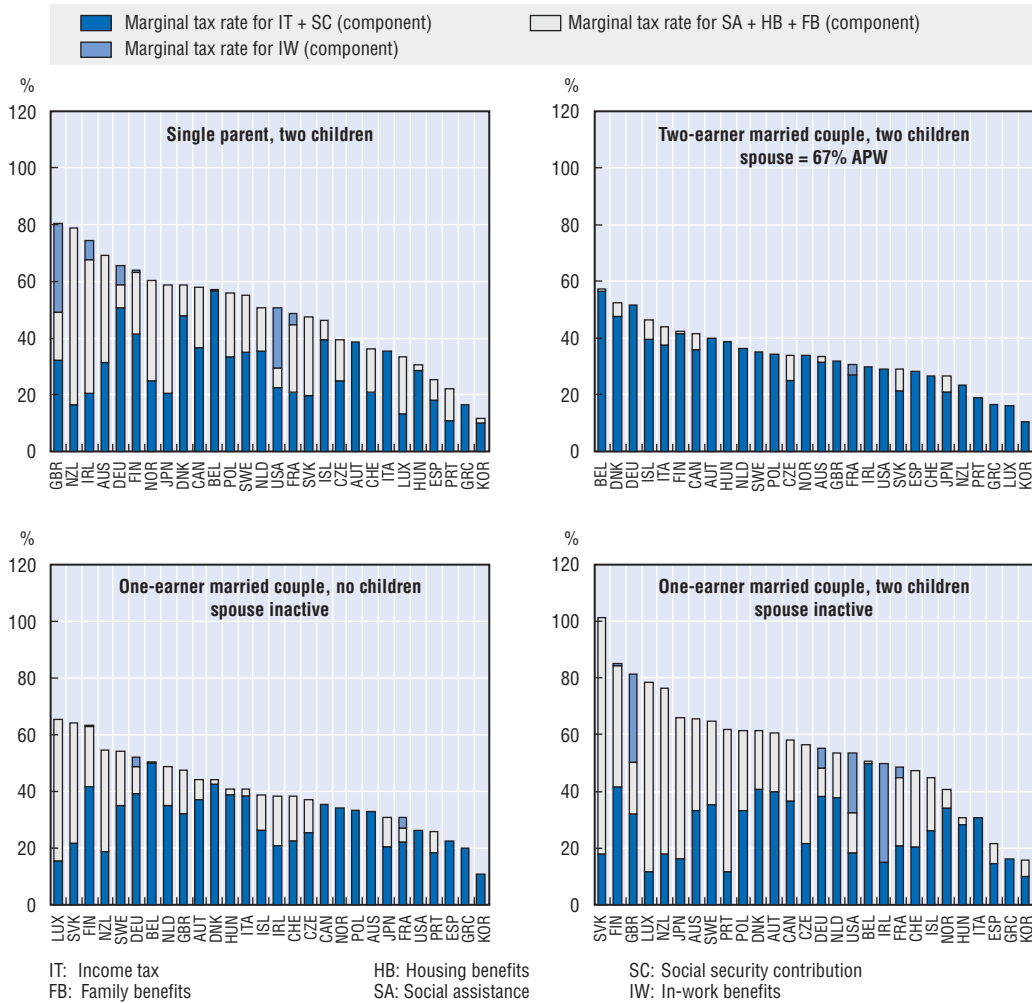 Marginal tax rate for IT + SC (component)
Marginal tax rate for SA + HB + FB (component)
Marginal tax rate for IW (component)
%
120
100
80
60
40
20
0
Single parent, two children
GBR NZL IRL AUS DEU FIN NOR JPN DNK CAN BEL POL SWE NLD USA FRA SVK ISL CZE AUT CHE ITA LUX HUN ESP PRT GRC KOR
%
120
100
80
60
40
20
0
Two-earner married couple, two children
spouse = 67% APW
BEL DNK DEU ISL ITA FIN CAN AUT HUN NLD SWE POL CZE NOR AUS GBR FRA IRL USA SVK ESP CHE JPN NZL PRT GRC LUX KOR
%
120
100
80
60
40
20
0
One-earner married couple, no children
spouse inactive
LUX SVK FIN NZL SWE DEU BEL NLD GBR AUT DNK HUN ITA ISL IRL CHE CZE CAN NOR POL AUS JPN FRA USA PRT ESP GRC KOR
%
120
100
80
60
40
20
0
One-earner married couple, two children
spouse inactive
SVK FIN GBR LUX NZL JPN AUS SWE PRT POL DNK AUT CAN CZE DEU NLD USA BEL IRL FRA CHE ISL NOR HUN ITA ESP GRC KOR
IT: Income tax
HB: Housing benefits
SC: Social security contribution
FB: Family benefits
SA: Social assistance
IW: In-work benefits